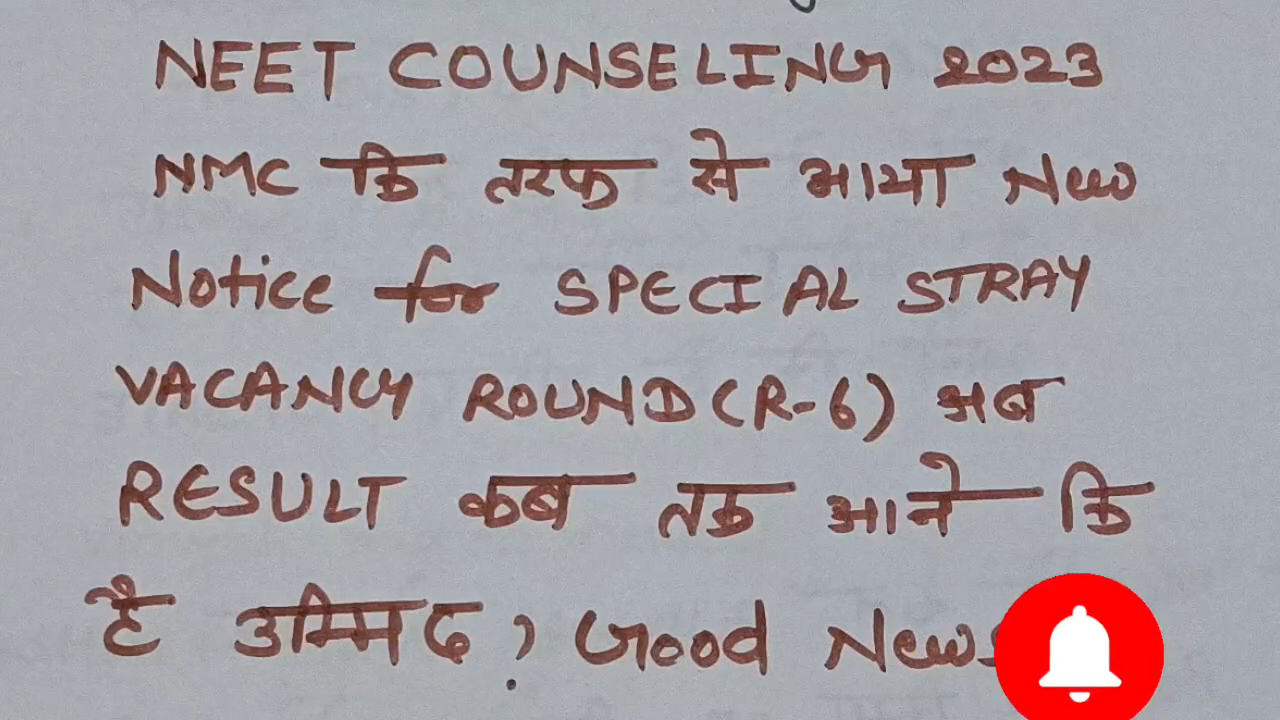 NEET COUNSELING 2023
NMC कि तरफ से आया New
Notice for SPECIAL STRAY
VACANCY ROUND (R-6) अब
RESULT कब तक आने कि
है उम्मिद ? Good News